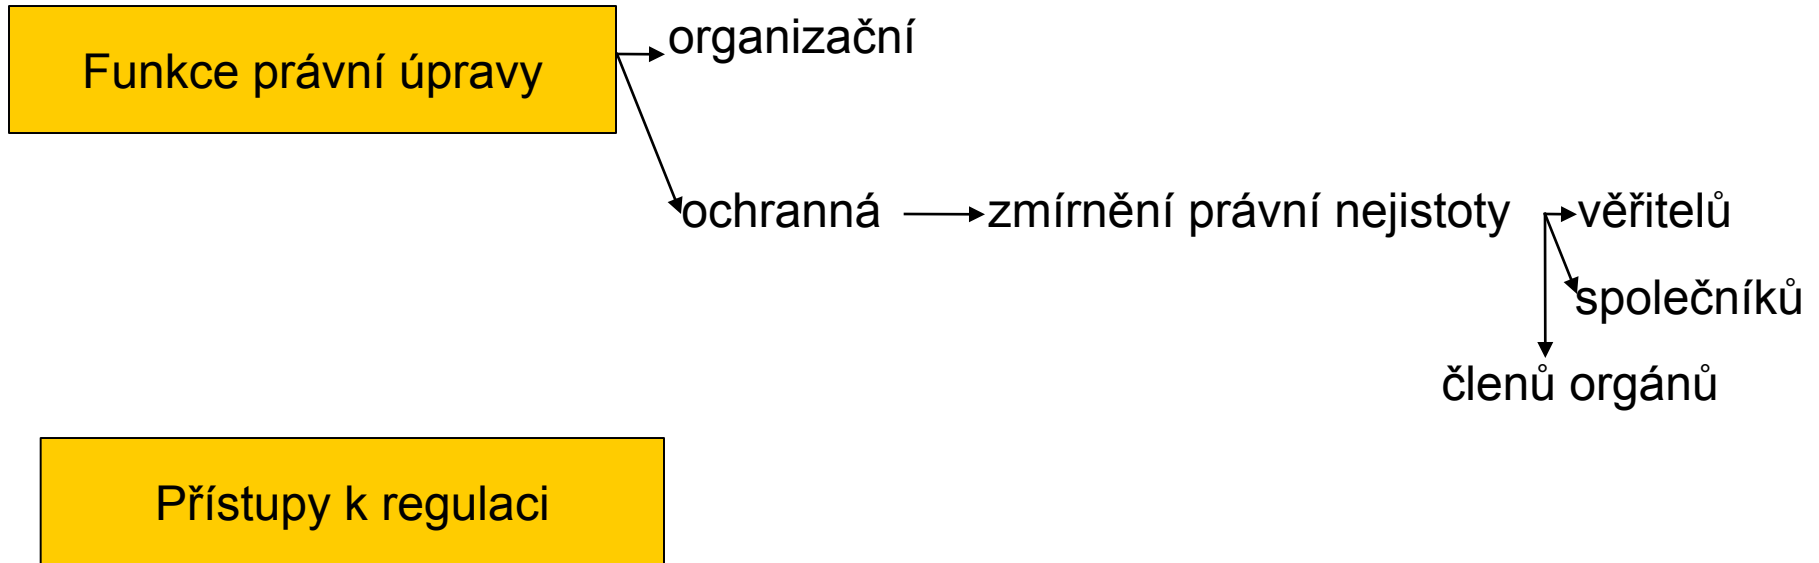 Funkce právní úpravy
organizační
ochranná
zmírnění právní nejistoty
věřitelů
společníků
členů orgánů
Přístupy k regulaci